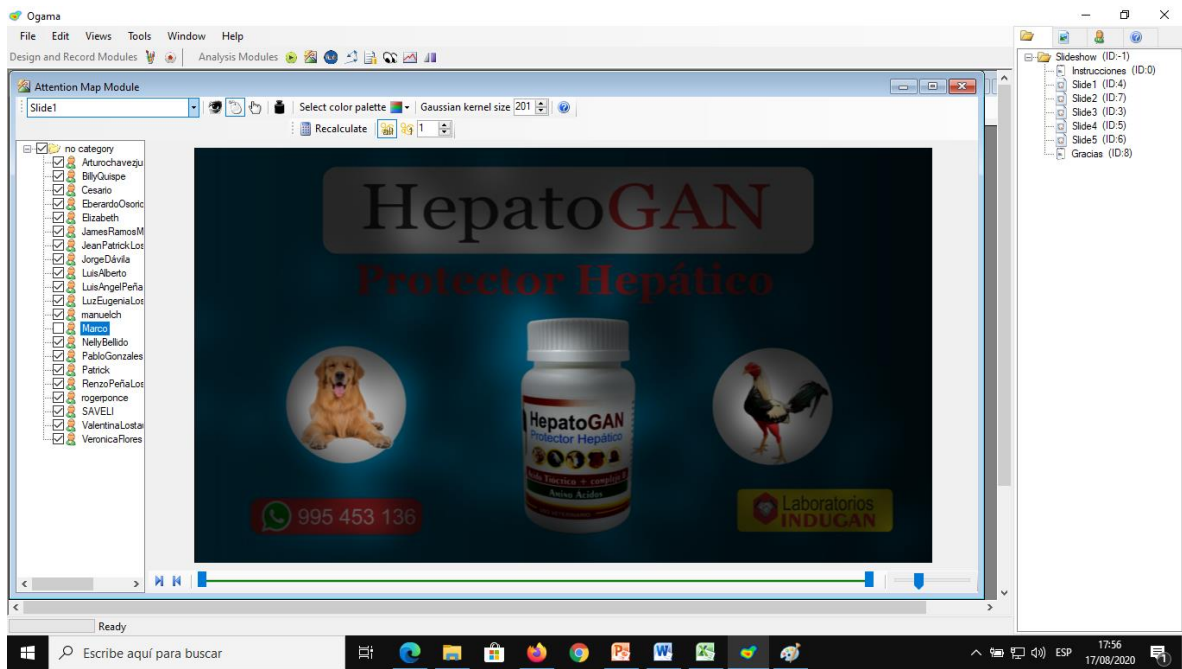 Ogama
File Edit Views Tools Window Help
Design and Record Modules Analysis Modules
Attention Map Module
Slide1 Select color palette Gaussian kernel size 201
Recalculate 1
no category
Arturochavezju
BillyQuispe
Cesario
EberardoOsoric
Elizabeth
JamesRamosM
JeanPatrickLos
JorgeDávila
LuisAlberto
LuisAngelPeña
LuzEugeniaLos
manuelch
Marco
NellyBellido
PabloGonzales
Patrick
RenzoPeñaLos
rogerponce
SAVELI
ValentinaLosta
VeronicaFlores
HepatoGAN
Protector Hepático
HepatoGAN
Protector Hepático
Acido Tioctico + complejo B
Amino Acidos
995 453 136
Laboratorios
INDUGAN
Slideshow (ID:-1)
Instrucciones (ID:0)
Slide1 (ID:4)
Slide2 (ID:7)
Slide3 (ID:3)
Slide4 (ID:5)
Slide5 (ID:6)
Gracias (ID:8)
Ready
Escribe aquí para buscar
ESP
17:56
17/08/2020